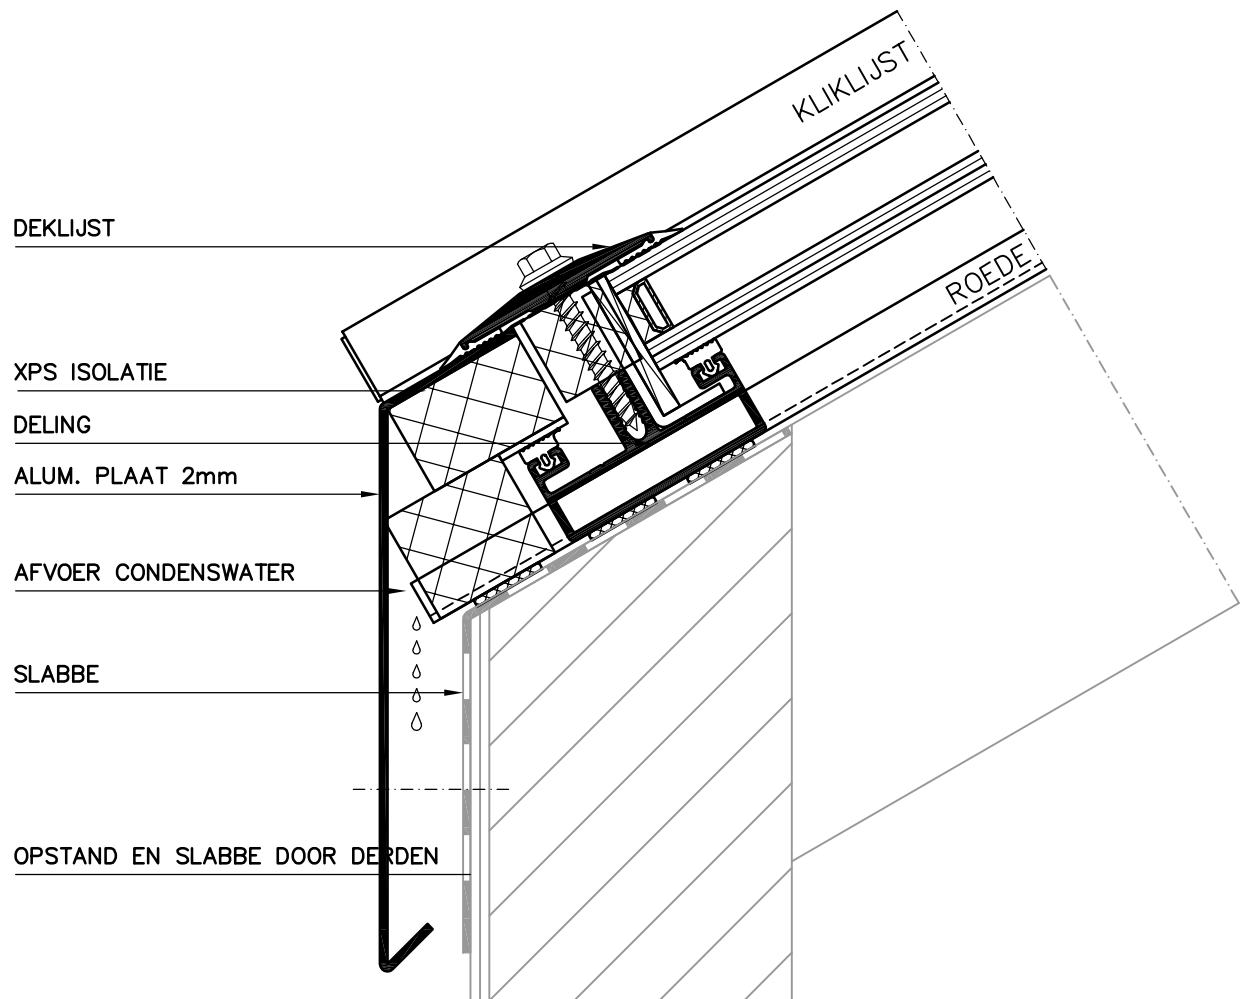 KLIKLIJST
DEKLIJST
ROEDE
XPS ISOLATIE
DELING
ALUM. PLAAT 2mm
AFVOER CONDENSWATER
SLABBE
OPSTAND EN SLABBE DOOR DERDEN